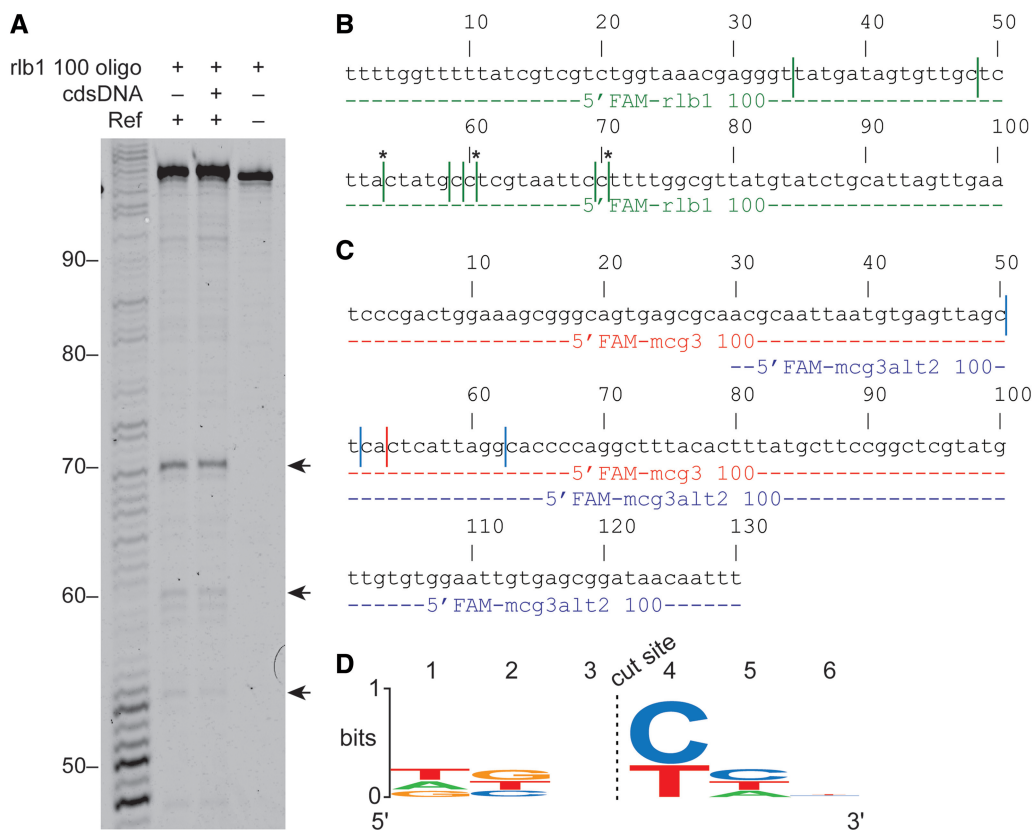 A
rlb1 100 oligo + + +
cdsDNA – + 
Ref + + –
90–
80–
70–
60–
50–
B
10 20 30 40 50
ttttggtttttatcgtcgtctggtaaacgagggttatgatagtgttgctc
------------------5'FAM-rlb1 100------------------
60 70 80 90 100
* * *
ttactatgcctcgtaattccttttggcgttatgtatctgcattagttgaa
------------------5'FAM-rlb1 100------------------
C
10 20 30 40 50
tcccgactggaaagcgggcagtgagcgcaacgcaattaatgtgagttagc
-----------------5'FAM-mcg3 100-------------------
--5'FAM-mcg3alt2 100-
60 70 80 90 100
tcactcattaggcaccccaggctttacactttatgcttccggctcgtatg
-----------------5'FAM-mcg3 100-------------------
---------------5'FAM-mcg3alt2 100-----------------
110 120 130
ttgtgtggaattgtgagcggataacaattt
------5'FAM-mcg3alt2 100------
D
1 2 3 cut site 4 5 6
1
bits
0
T A G
G T C
C T
C T A
5' 3'